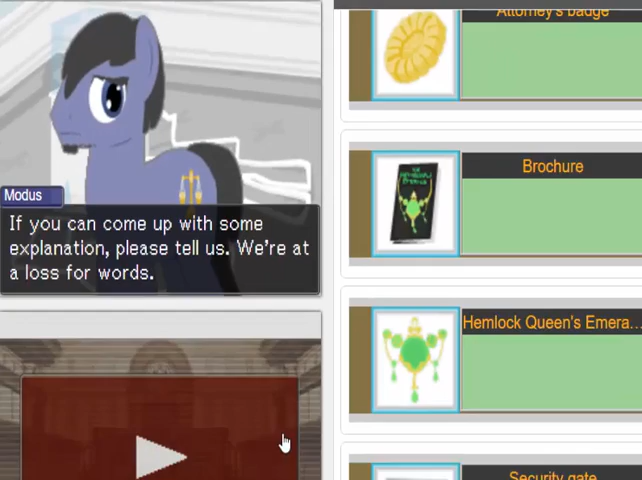 Attorney's badge
Modus
If you can come up with some
explanation, please tell us. We're at
a loss for words.
Brochure
Hemlock Queen's Emera...
Security gate